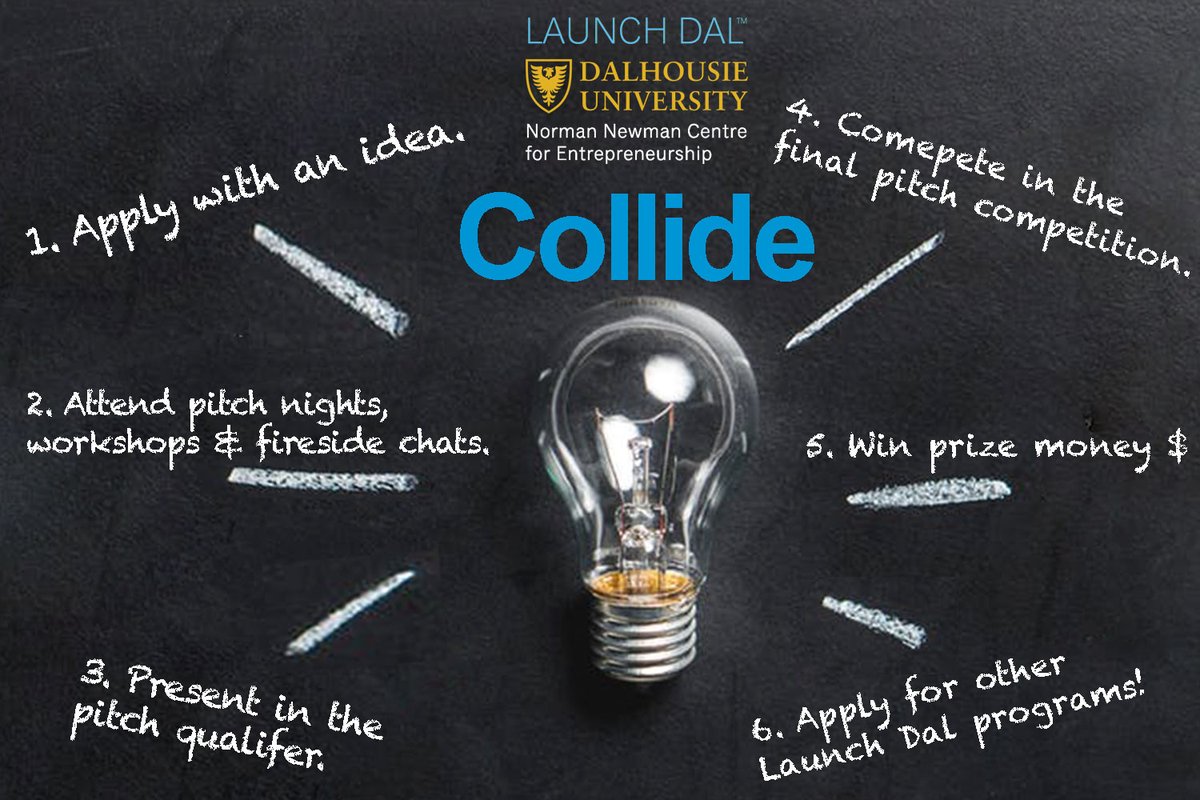 LAUNCH DAL™
DALHOUSIE
UNIVERSITY
Norman Newman Centre
for Entrepreneurship
Collide
1. Apply with an idea.
2. Attend pitch nights,
workshops & fireside chats.
3. Present in the
pitch qualifer.
4. Comepete in the
final pitch competition.
5. Win prize money $
6. Apply for other
Launch Dal programs!